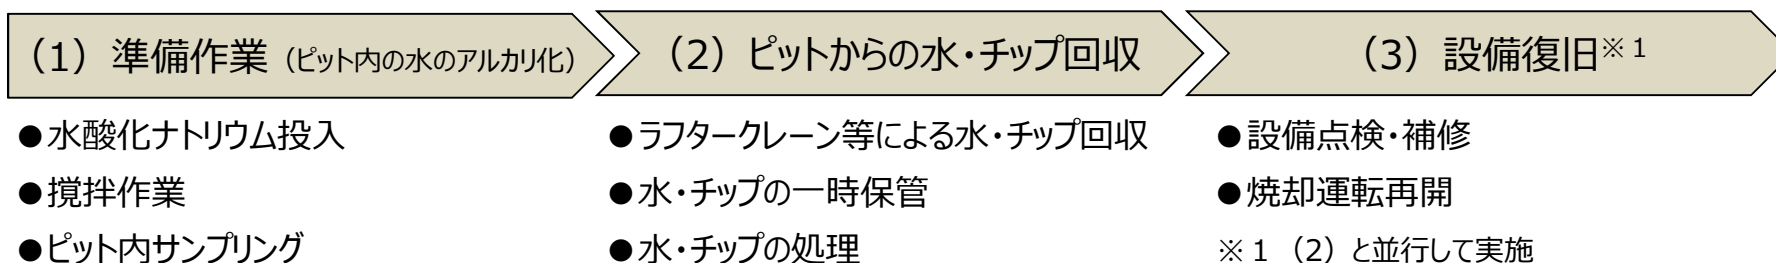 （1）準備作業（ピット内の水のアルカリ化）
●水酸化ナトリウム投入
●撹拌作業
●ピット内サンプリング
（2）ピットからの水・チップ回収
●ラフタークレーン等による水・チップ回収
●水・チップの一時保管
●水・チップの処理
（3）設備復旧※1
●設備点検・補修
●焼却運転再開
※1（2）と並行して実施